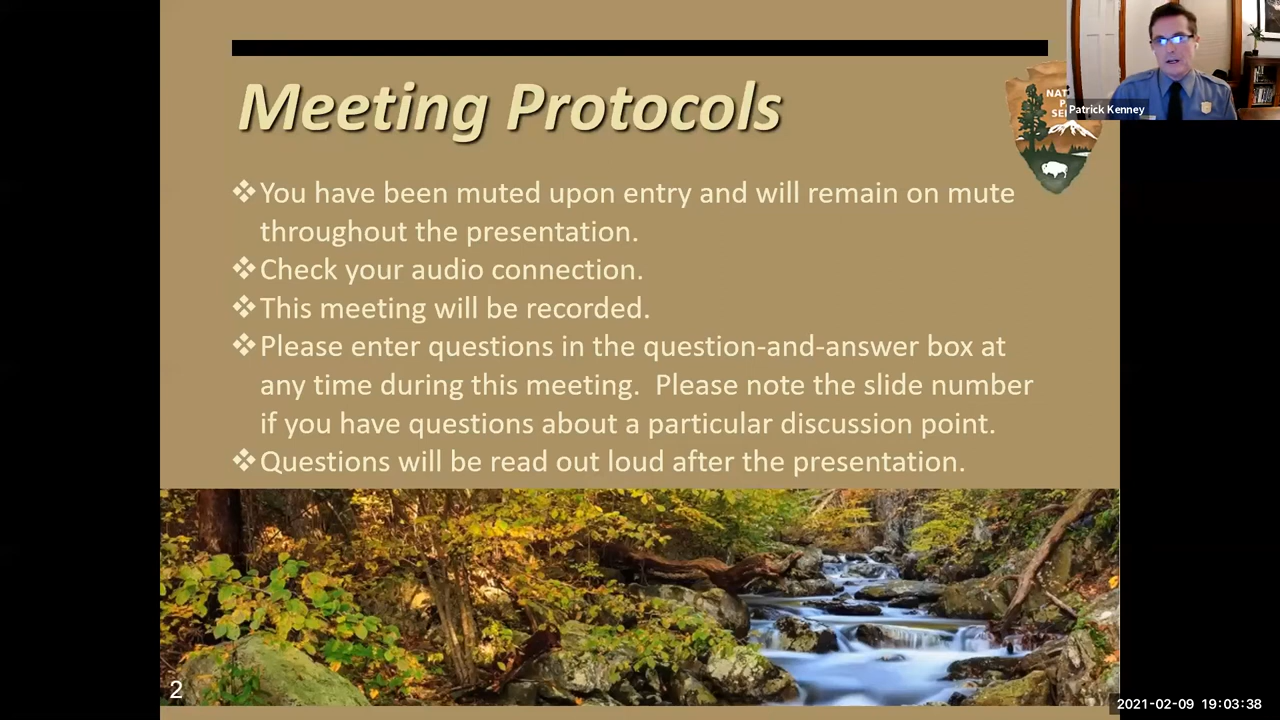 Meeting Protocols
NAT
P
SE
Patrick Kenney
❖You have been muted upon entry and will remain on mute
throughout the presentation.
❖Check your audio connection.
❖This meeting will be recorded.
❖Please enter questions in the question-and-answer box at
any time during this meeting.  Please note the slide number
if you have questions about a particular discussion point.
❖Questions will be read out loud after the presentation.
2
2021-02-09 19:03:38